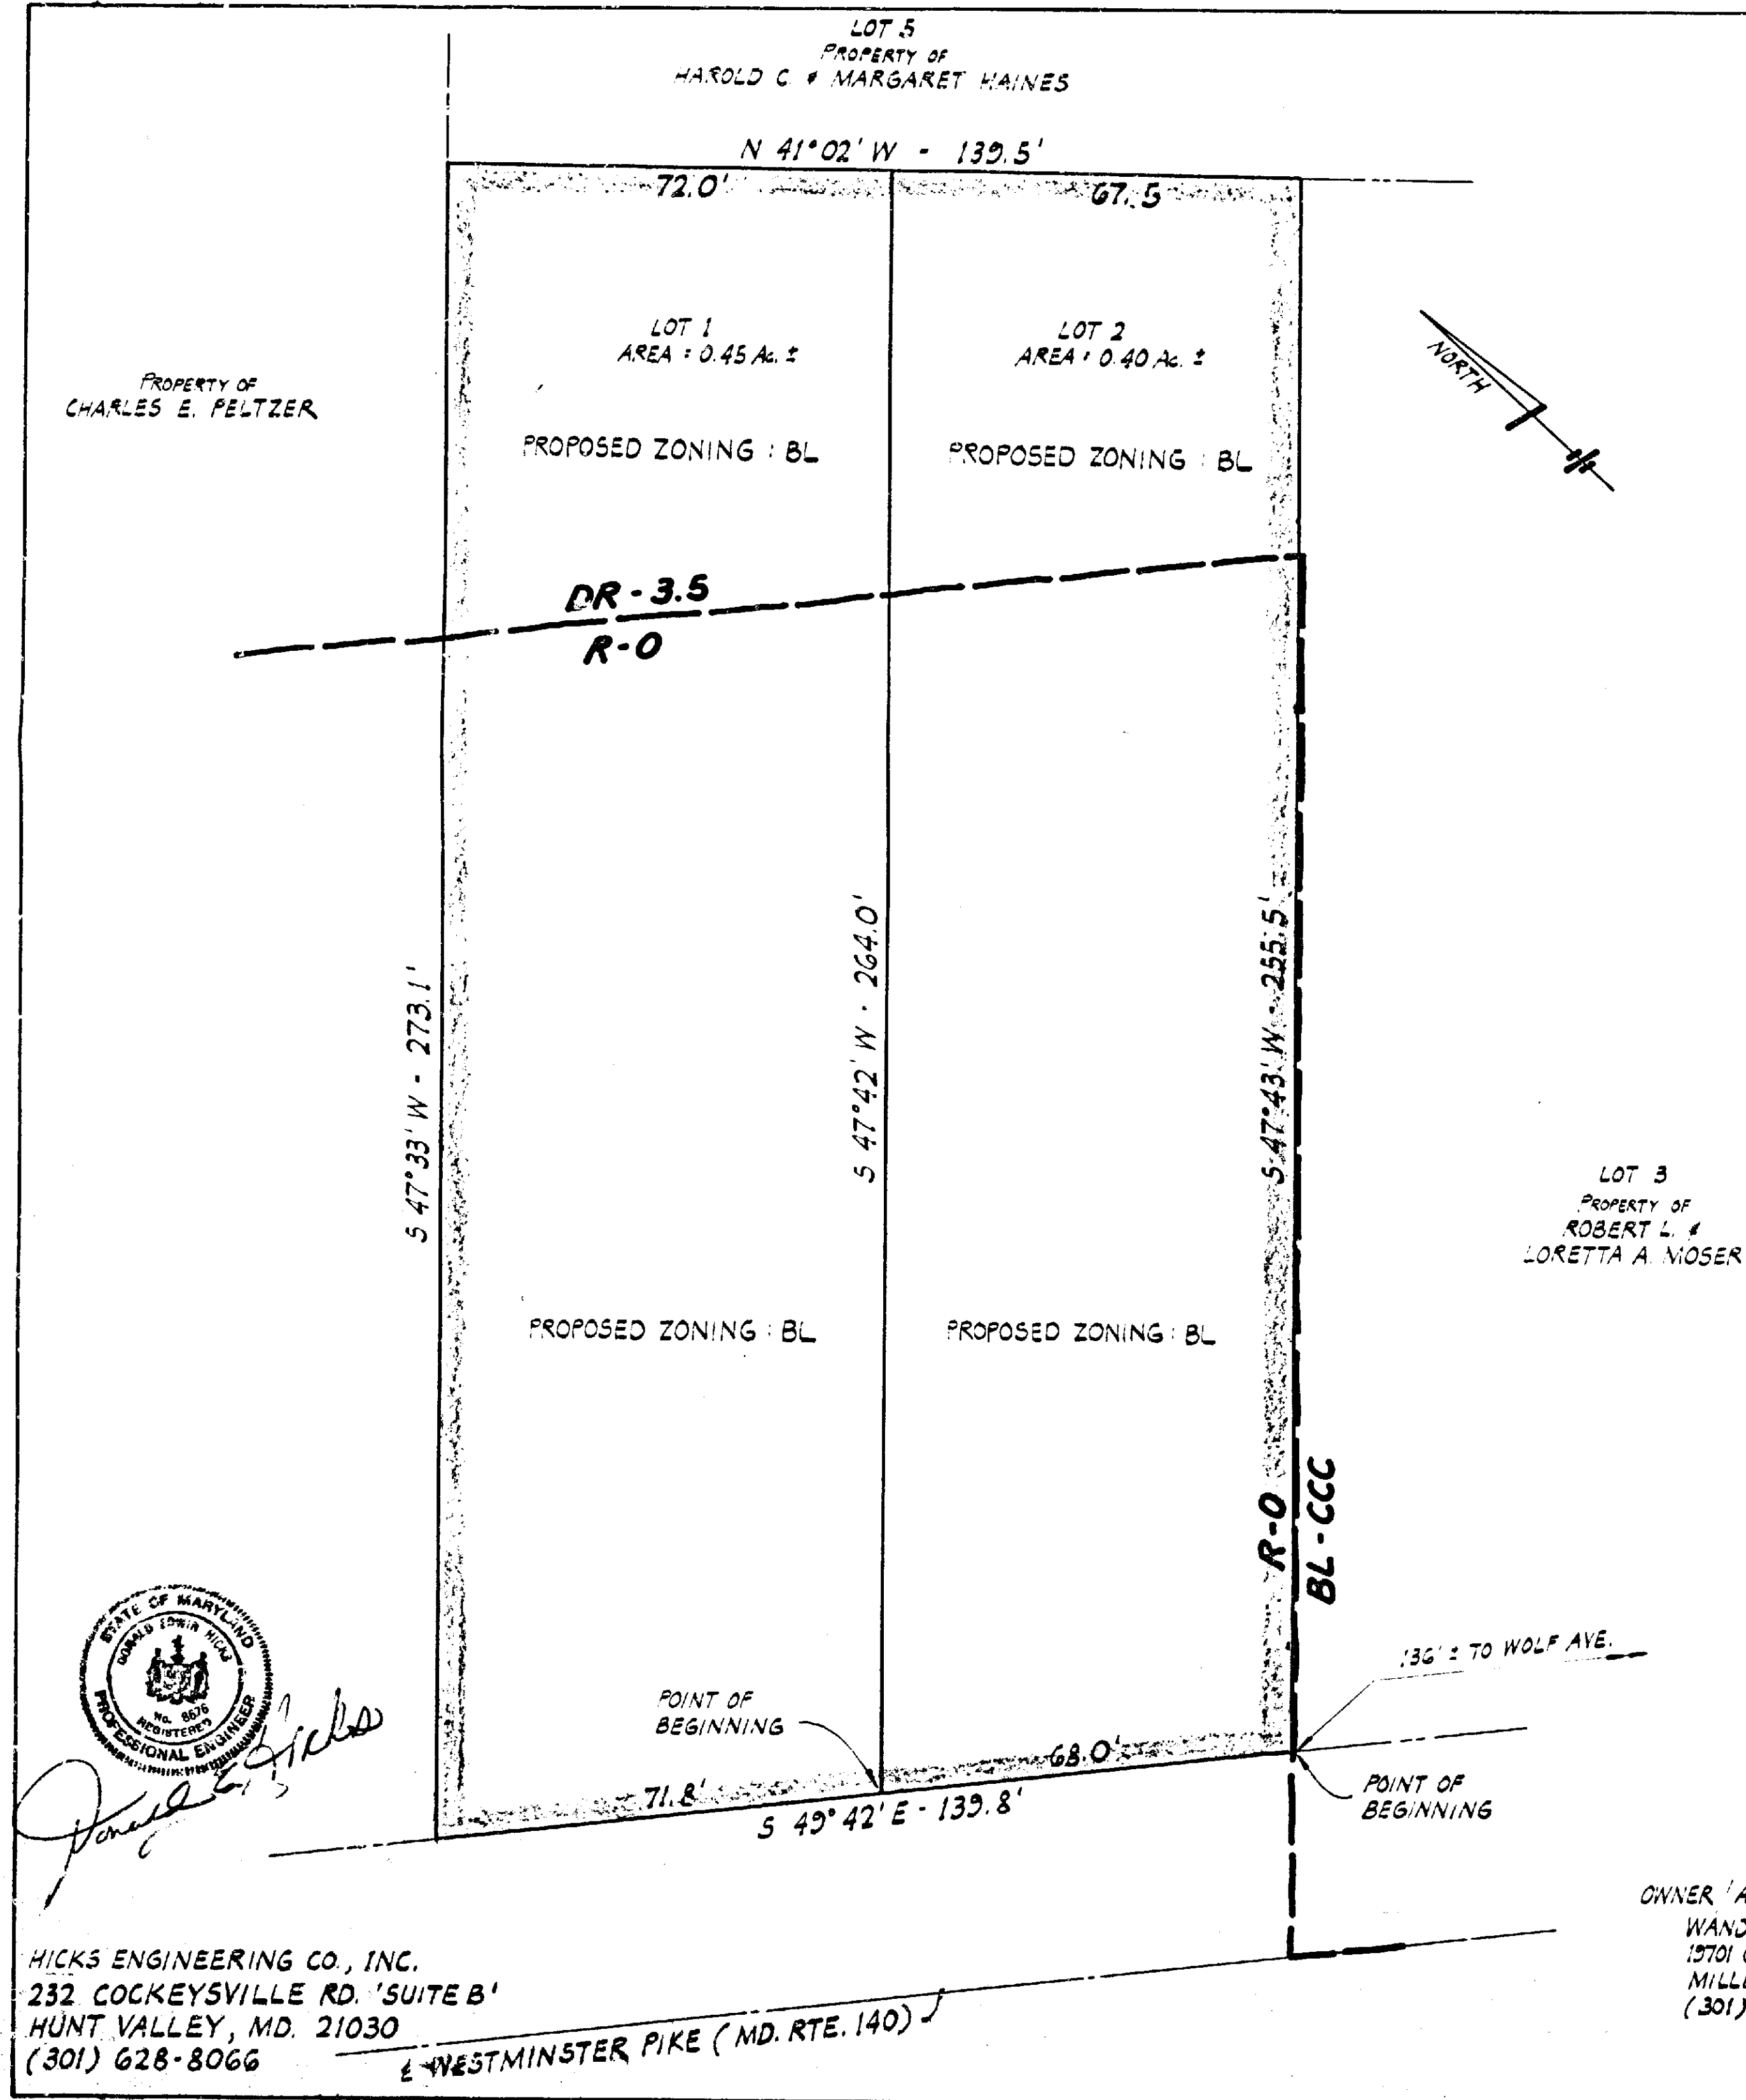 LOT 5
PROPERTY OF
HAROLD C. & MARGARET HAINES
N 41°02' W - 139.5'
72.0'
67.5
LOT 1
AREA : 0.45 Ac. ±
LOT 2
AREA : 0.40 Ac. ±
PROPERTY OF
CHARLES E. PELTZER
NORTH
PROPOSED ZONING : BL
PROPOSED ZONING : BL
DR - 3.5
R-O
S 47°33' W - 273.1'
S 47°42' W - 264.0'
S 47°43' W - 255.5'
LOT 3
PROPERTY OF
ROBERT L. &
LORETTA A. MOSER
PROPOSED ZONING : BL
PROPOSED ZONING : BL
R-O
BL-CCC
STATE OF MARYLAND
DONALD EDWIN HICKS
No. 8676
REGISTERED
PROFESSIONAL ENGINEER
Donald E. Hicks
136' ± TO WOLF AVE.
POINT OF
BEGINNING
68.0'
71.8'
S 49° 42' E - 139.8'
POINT OF
BEGINNING
OWNER
WAND
MILL
(301)
HICKS ENGINEERING CO., INC.
232 COCKEYSVILLE RD. 'SUITE B'
HUNT VALLEY, MD. 21030
(301) 628-8066
WESTMINSTER PIKE (MD. RTE. 140)